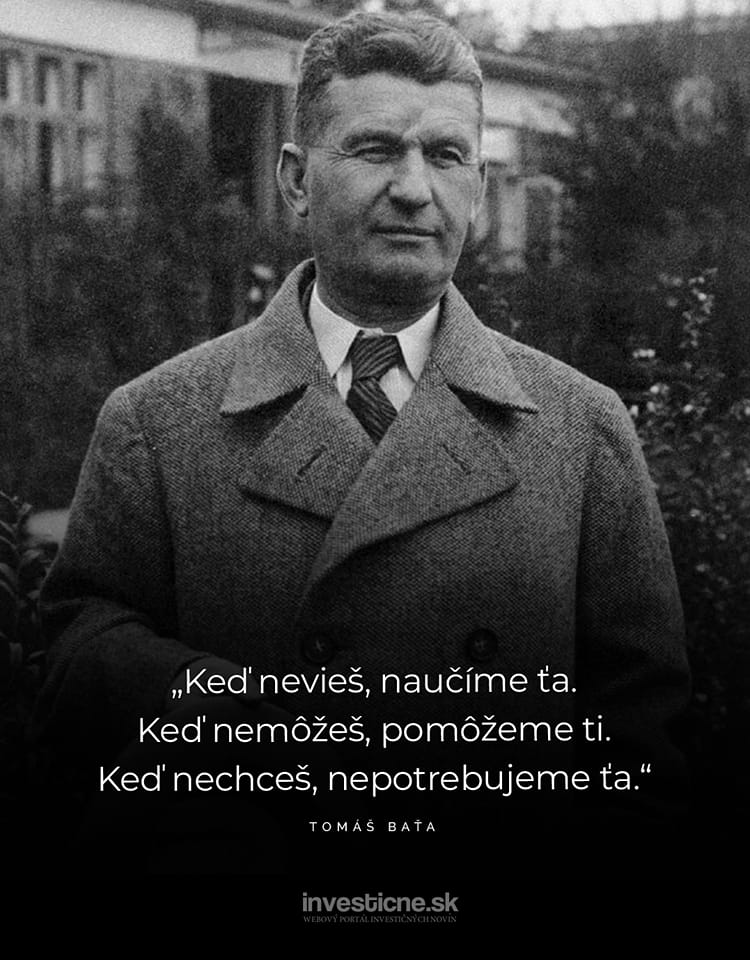 „Keď nevieš, naučíme ťa.
Keď nemôžeš, pomôžeme ti.
Keď nechceš, nepotrebujeme ťa.“
TOMÁŠ BAŤA
investicne.sk
WEBOVÝ PORTÁL INVESTIČNÝCH NOVÍN